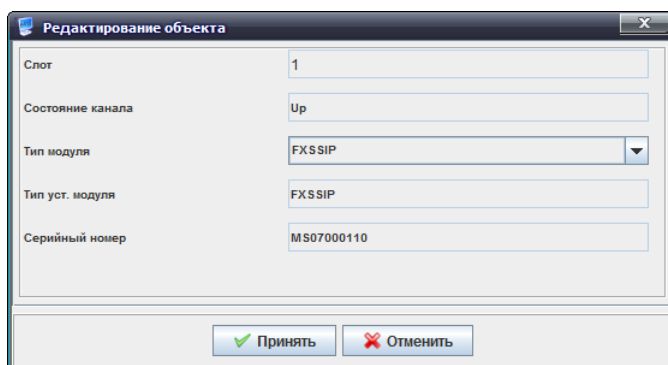 Редактирование объекта
Слот 1
Состояние канала Up
Тип модуля FXSSIP
Тип уст. модуля FXSSIP
Серийный номер MS07000110
Принять Отменить